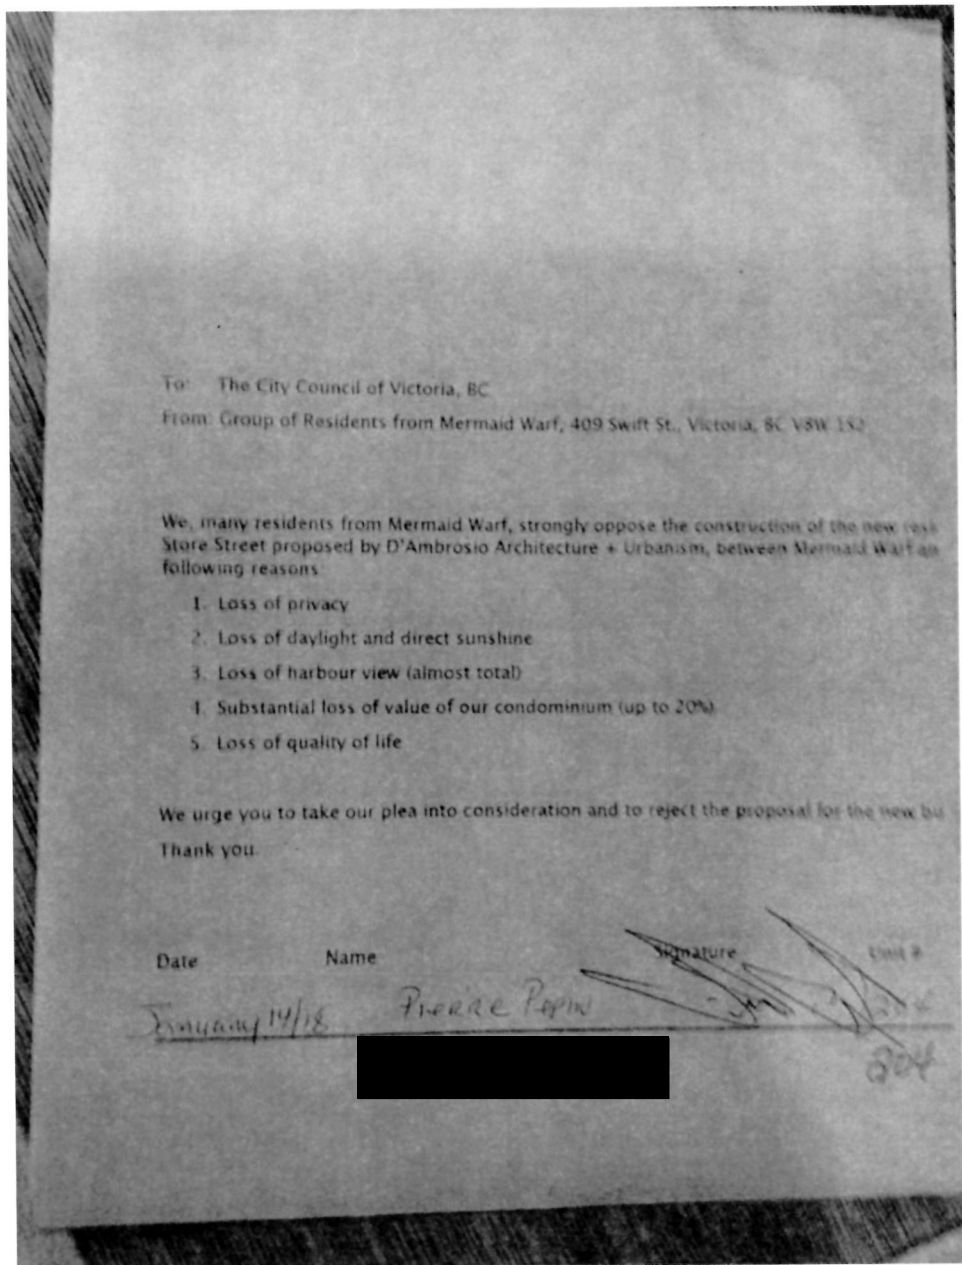 To: The City Council of Victoria, BC
From: Group of Residents from Mermaid Warf, 409 Swift St., Victoria, BC V8W 1S2
We, many residents from Mermaid Warf, strongly oppose the construction of the new
Store Street proposed by D'Ambrosio Architecture + Urbanism, between Mermaid Warf an
following reasons
1. Loss of privacy
2. Loss of daylight and direct sunshine
3. Loss of harbour view (almost total)
4. Substantial loss of value of our condominium (up to 20%)
5. Loss of quality of life
We urge you to take our plea into consideration and to reject the proposal for the new bu
Thank you.
Date Name Signature Unit #
January 14/18 Pierre Pepin
804